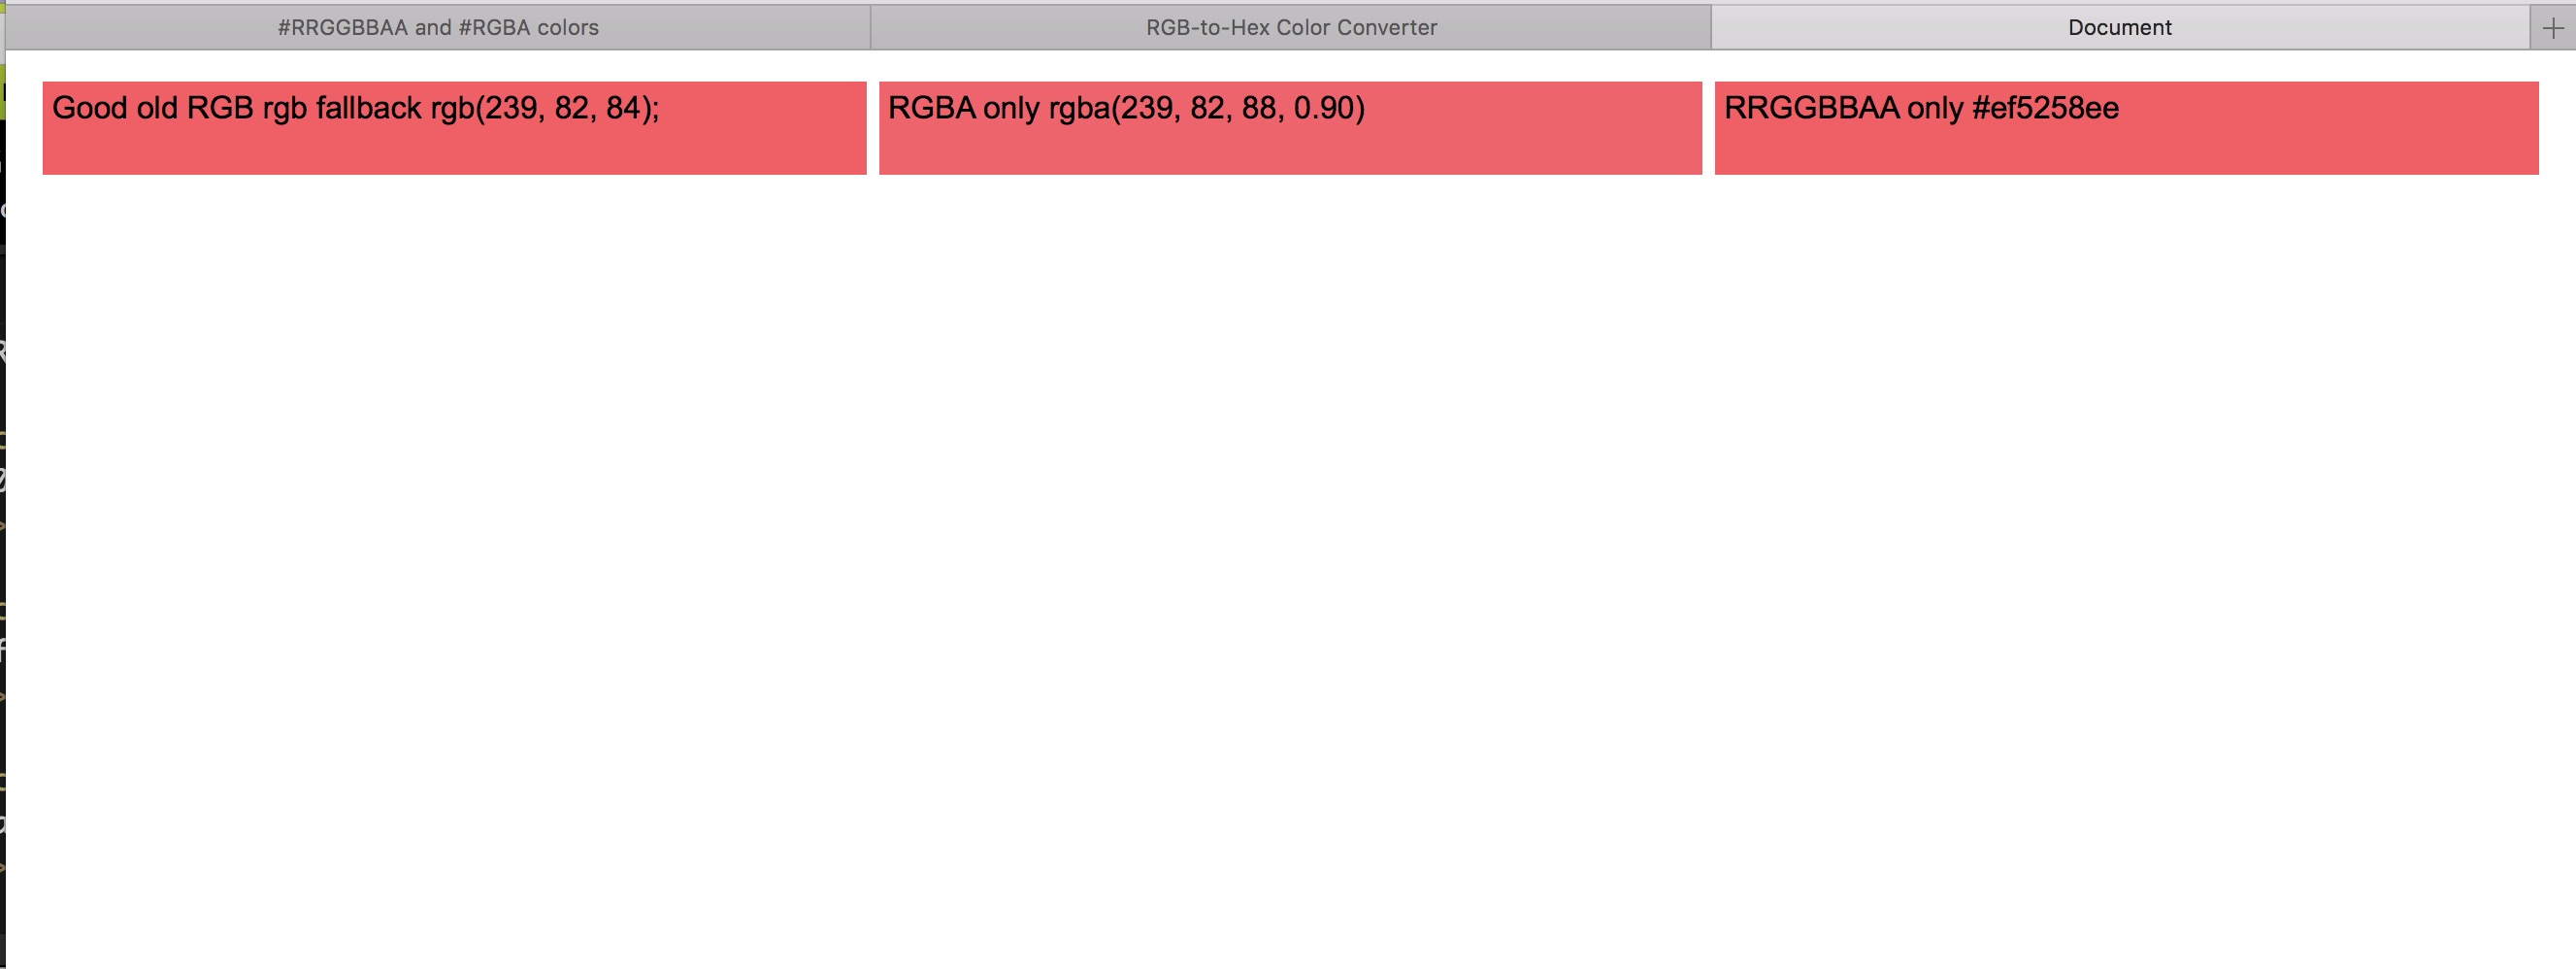 #RRGGBBAA and #RGBA colors
RGB-to-Hex Color Converter
Document
Good old RGB rgb fallback rgb(239, 82, 84);
RGBA only rgba(239, 82, 88, 0.90)
RRGGBBAA only #ef5258ee